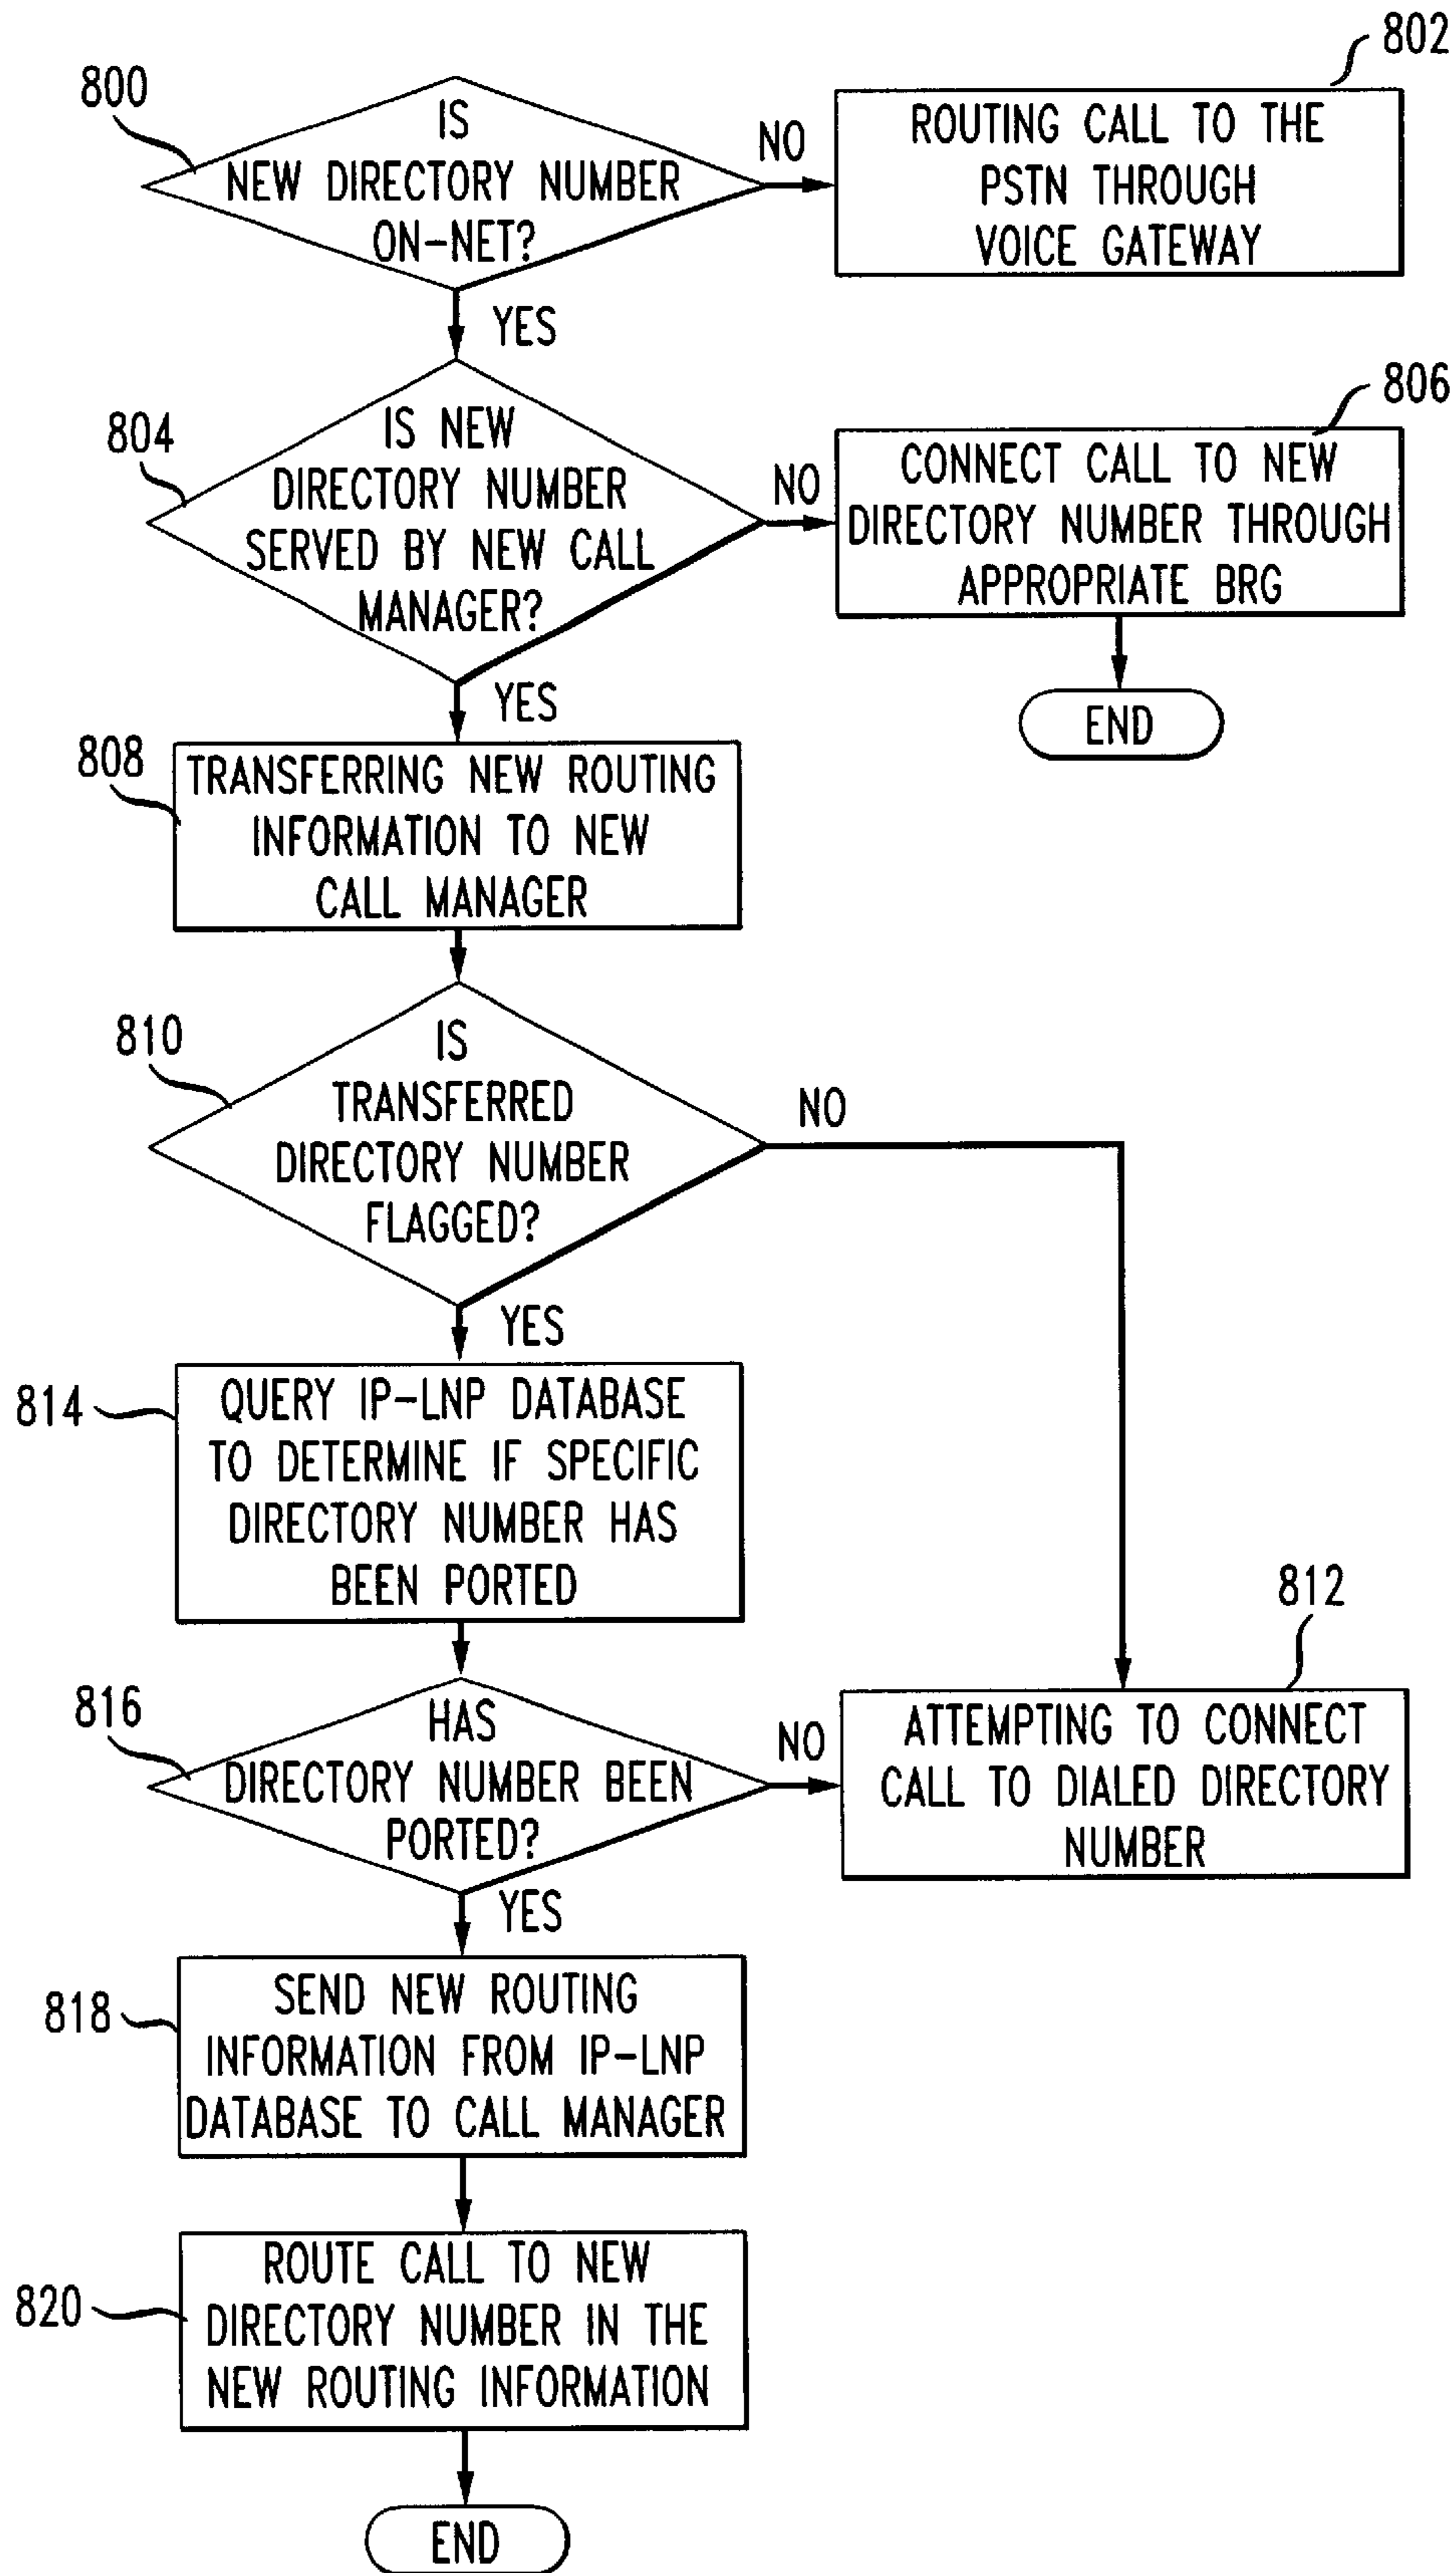 800
IS
NEW DIRECTORY NUMBER
ON-NET?
NO
802
ROUTING CALL TO THE
PSTN THROUGH
VOICE GATEWAY
YES
804
IS NEW
DIRECTORY NUMBER
SERVED BY NEW CALL
MANAGER?
NO
806
CONNECT CALL TO NEW
DIRECTORY NUMBER THROUGH
APPROPRIATE BRG
END
YES
808
TRANSFERRING NEW ROUTING
INFORMATION TO NEW
CALL MANAGER
810
IS
TRANSFERRED
DIRECTORY NUMBER
FLAGGED?
NO
YES
814
QUERY IP-LNP DATABASE
TO DETERMINE IF SPECIFIC
DIRECTORY NUMBER HAS
BEEN PORTED
816
HAS
DIRECTORY NUMBER BEEN
PORTED?
NO
812
ATTEMPTING TO CONNECT
CALL TO DIALED DIRECTORY
NUMBER
YES
818
SEND NEW ROUTING
INFORMATION FROM IP-LNP
DATABASE TO CALL MANAGER
820
ROUTE CALL TO NEW
DIRECTORY NUMBER IN THE
NEW ROUTING INFORMATION
END